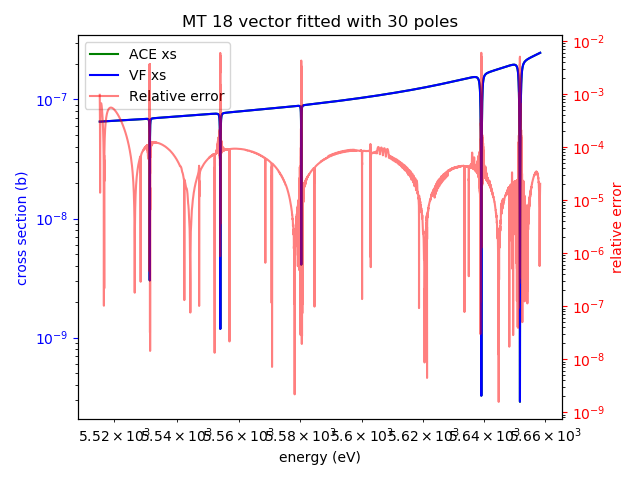 MT 18 vector fitted with 30 poles
ACE xs
VF xs
Relative error
10⁻⁷
10⁻⁸
10⁻⁹
cross section (b)
10⁻²
10⁻³
10⁻⁴
10⁻⁵
10⁻⁶
10⁻⁷
10⁻⁸
10⁻⁹
relative error
5.52 × 10³ 5.54 × 10³ 5.56 × 10³ 5.58 × 10³ 5.6 × 10³ 5.62 × 10³ 5.64 × 10³ 5.66 × 10³
energy (eV)